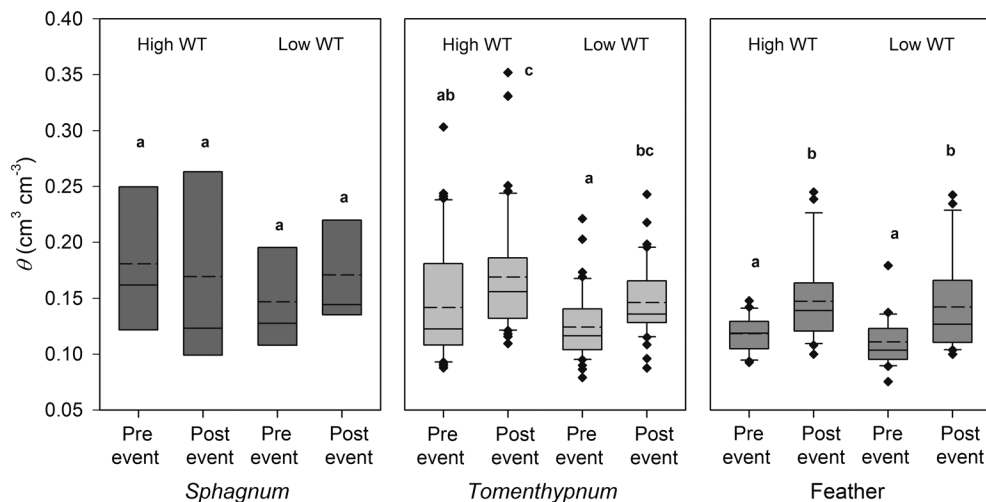 0.40
0.35
0.30
0.25
0.20
0.15
0.10
0.05
θ (cm³ cm⁻³)
High WT Low WT
a a a a
Pre event Post event Pre event Post event
Sphagnum
High WT Low WT
ab c a bc
Pre event Post event Pre event Post event
Tomenthypnum
High WT Low WT
a b a b
Pre event Post event Pre event Post event
Feather